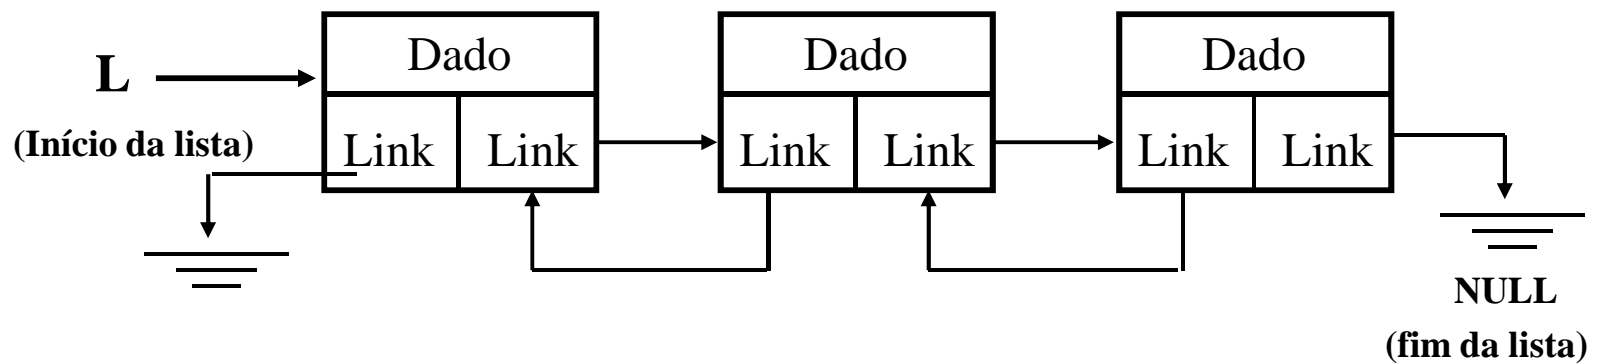 L
(Início da lista)
Dado
Link Link
Dado
Link Link
Dado
Link Link
NULL
(fim da lista)